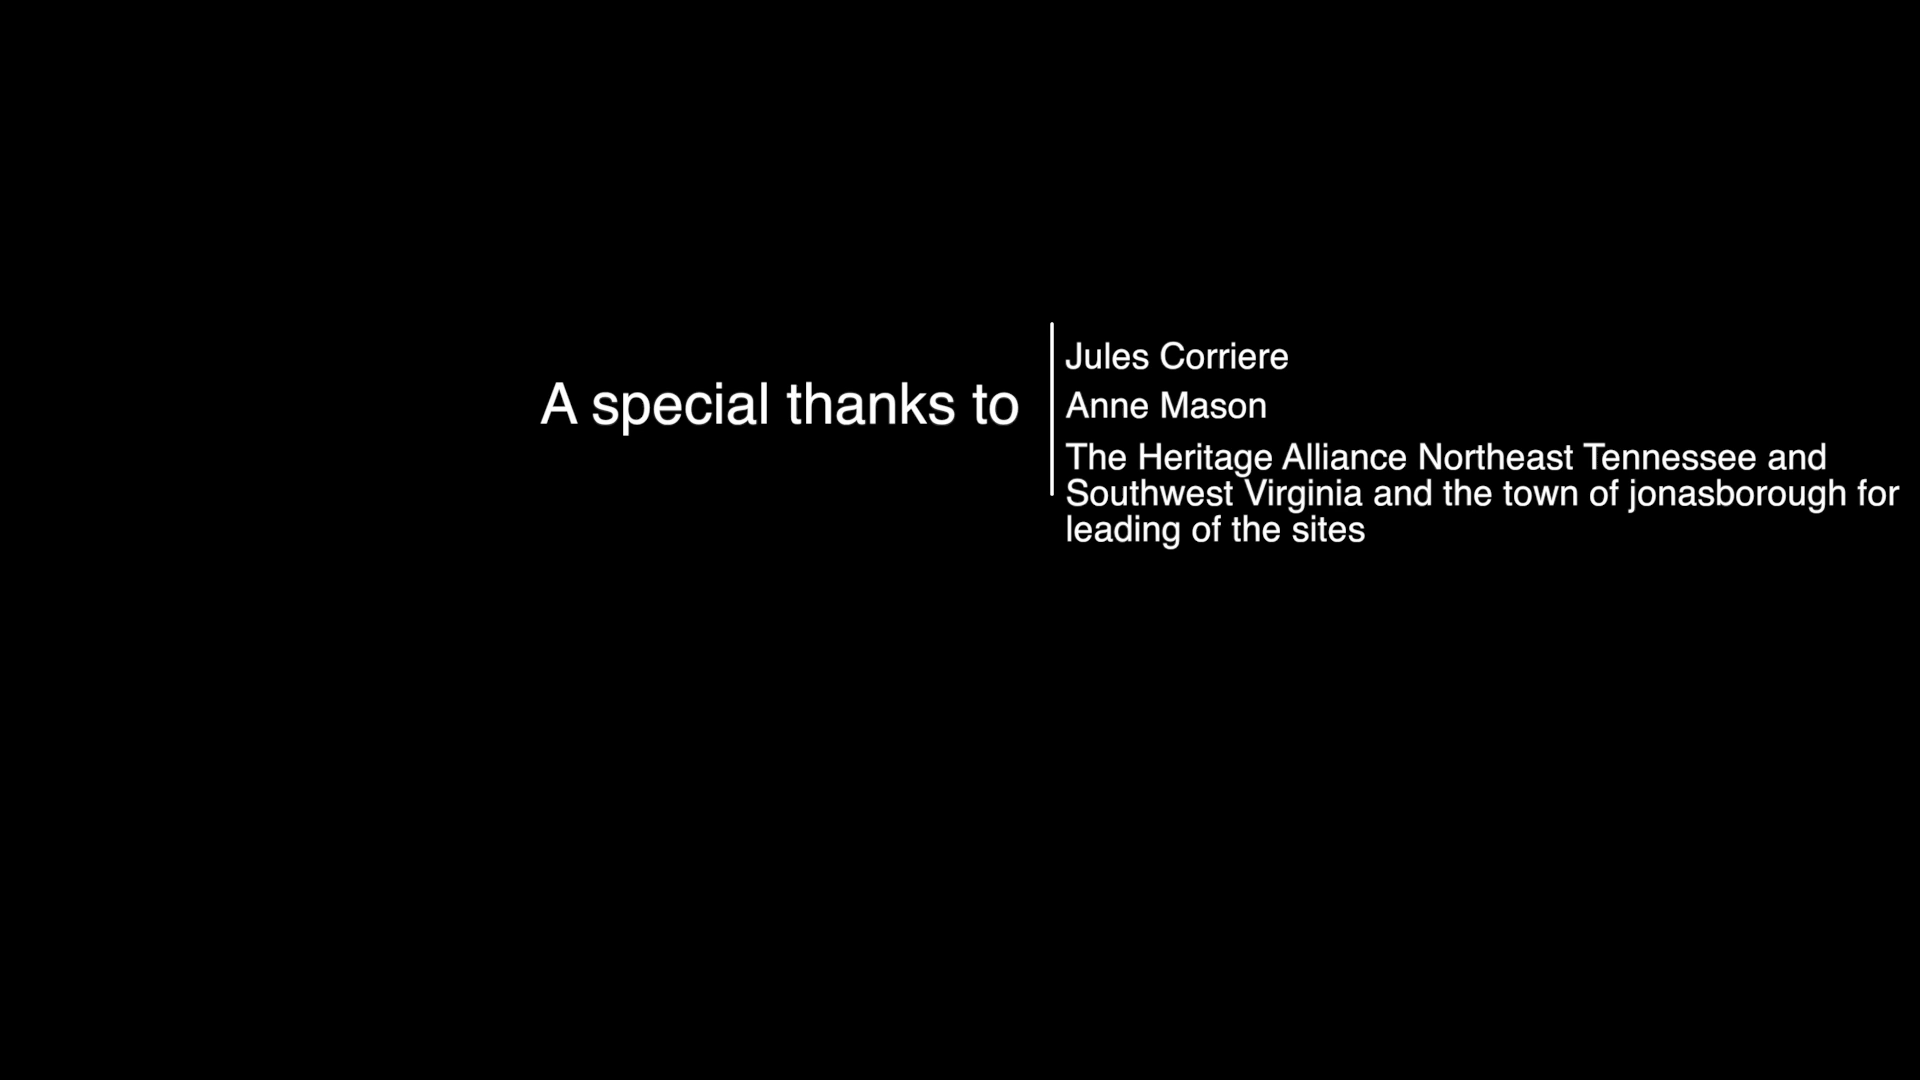 A special thanks to
Jules Corriere
Anne Mason
The Heritage Alliance Northeast Tennessee and
Southwest Virginia and the town of jonasborough for
leading of the sites